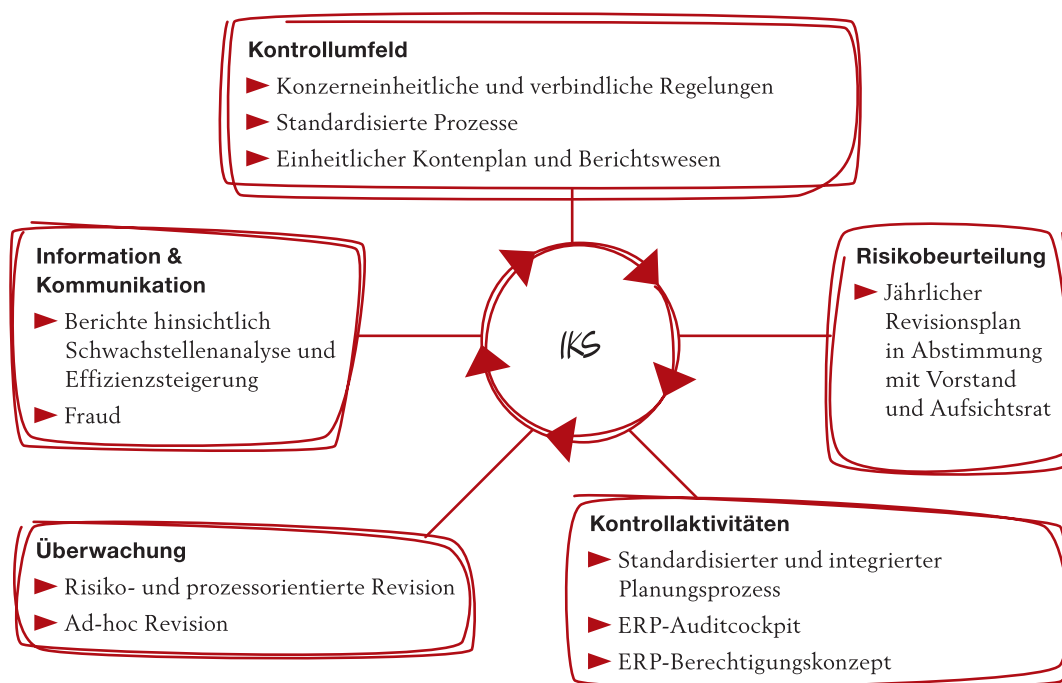 Kontrollumfeld
Konzerneinheitliche und verbindliche Regelungen
Standardisierte Prozesse
Einheitlicher Kontenplan und Berichtswesen
Information &
Kommunikation
Berichte hinsichtlich
Schwachstellenanalyse und
Effizienzsteigerung
Fraud
IKS
Risikobeurteilung
Jährlicher
Revisionsplan
in Abstimmung
mit Vorstand
und Aufsichtsrat
Überwachung
Risiko- und prozessorientierte Revision
Ad-hoc Revision
Kontrollaktivitäten
Standardisierter und integrierter
Planungsprozess
ERP-Auditcockpit
ERP-Berechtigungskonzept